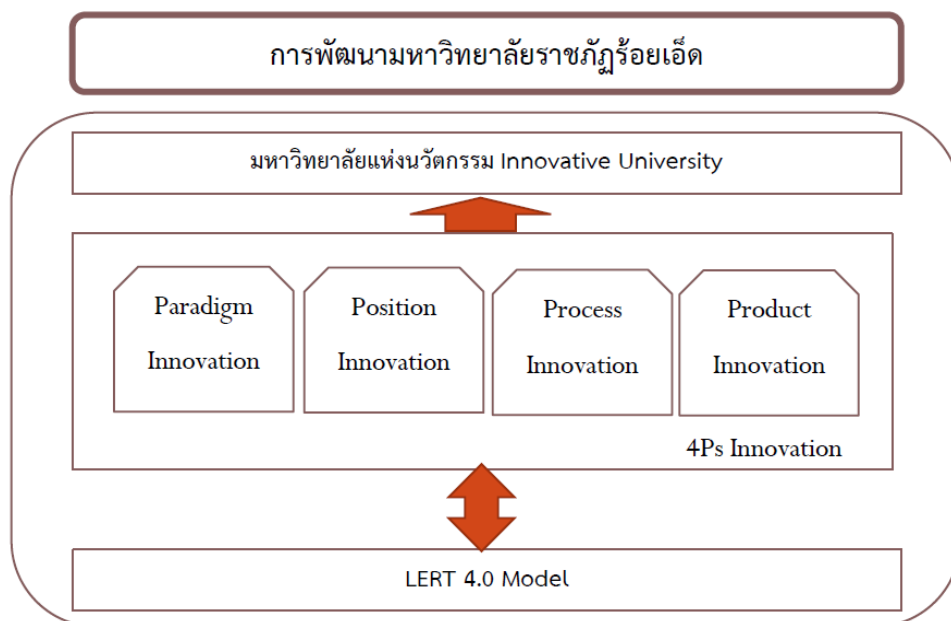 การพัฒนามหาวิทยาลัยราชภัฏร้อยเอ็ด
มหาวิทยาลัยแห่งนวัตกรรม Innovative University
Paradigm
Innovation
Position
Innovation
Process
Innovation
Product
Innovation
4Ps Innovation
LERT 4.0 Model